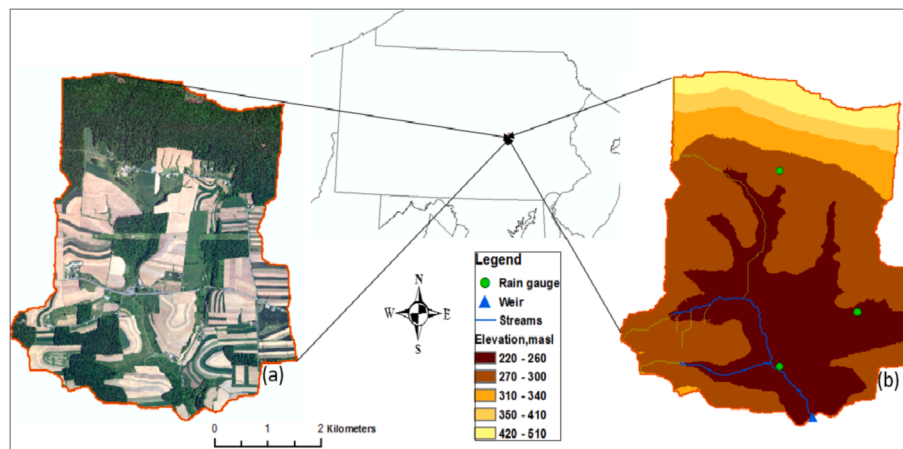 N
W E
S
Legend
Rain gauge
Weir
Streams
Elevation,masl
220 - 260
270 - 300
310 - 340
350 - 410
420 - 510
(a)
(b)
0 1 2 Kilometers